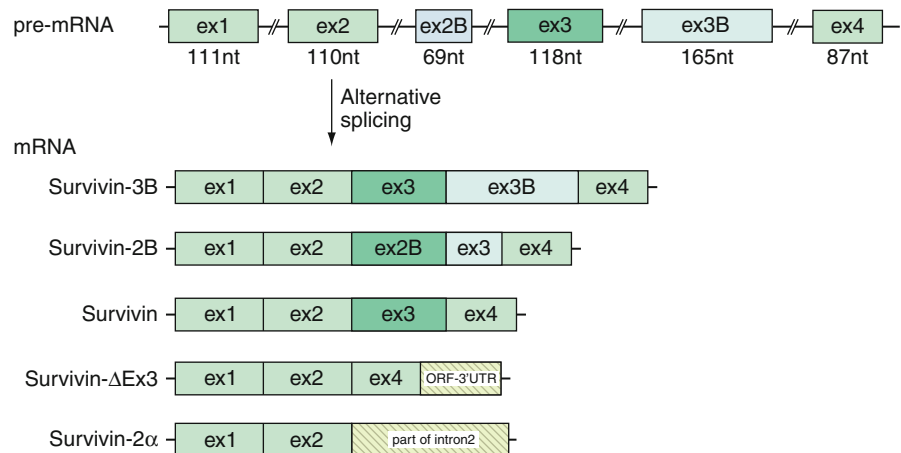 pre-mRNA ex1 ex2 ex2B ex3 ex3B ex4
111nt 110nt 69nt 118nt 165nt 87nt
Alternative
splicing
mRNA
Survivin-3B ex1 ex2 ex3 ex3B ex4
Survivin-2B ex1 ex2 ex2B ex3 ex4
Survivin ex1 ex2 ex3 ex4
Survivin-ΔEx3 ex1 ex2 ex4 ORF-3'UTR
Survivin-2α ex1 ex2 part of intron2